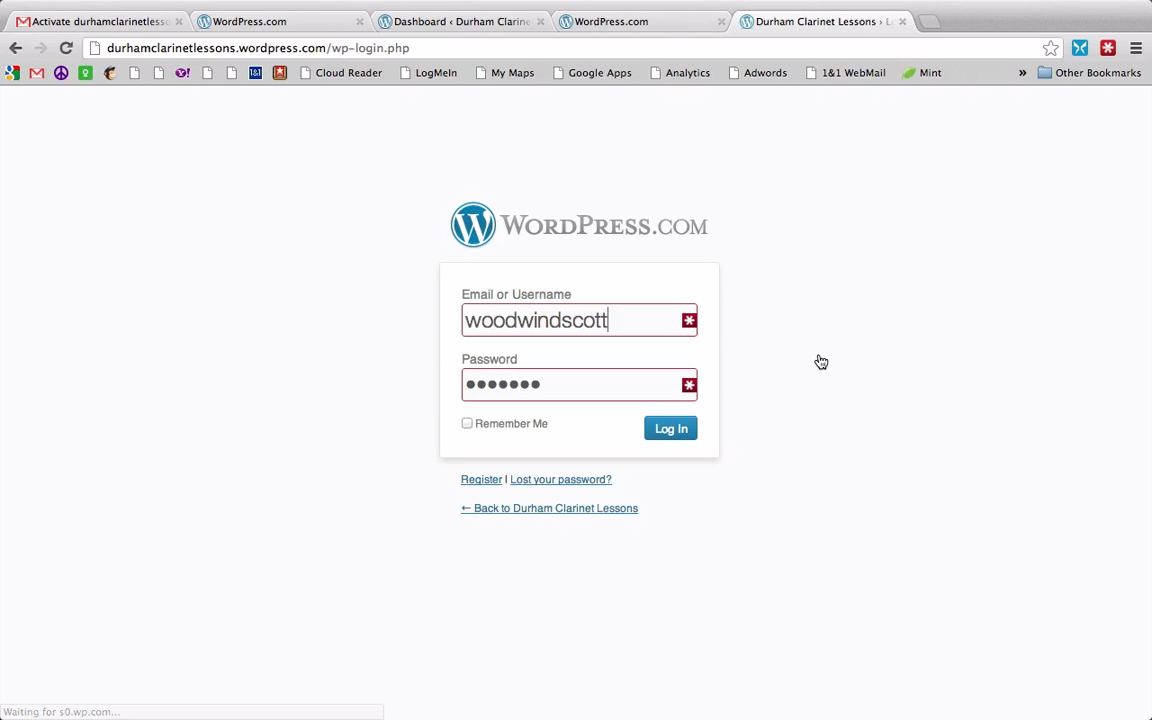 Activate durhamclarinetless
WordPress.com
Dashboard ‹ Durham Clarine
WordPress.com
Durham Clarinet Lessons › L
durhamclarinetlessons.wordpress.com/wp-login.php
Cloud Reader
LogMeIn
My Maps
Google Apps
Analytics
Adwords
1&1 WebMail
Mint
»
Other Bookmarks
WORDPRESS.COM
Email or Username
woodwindscott
Password
•••••••
Remember Me
Log In
Register | Lost your password?
← Back to Durham Clarinet Lessons
Waiting for s0.wp.com...